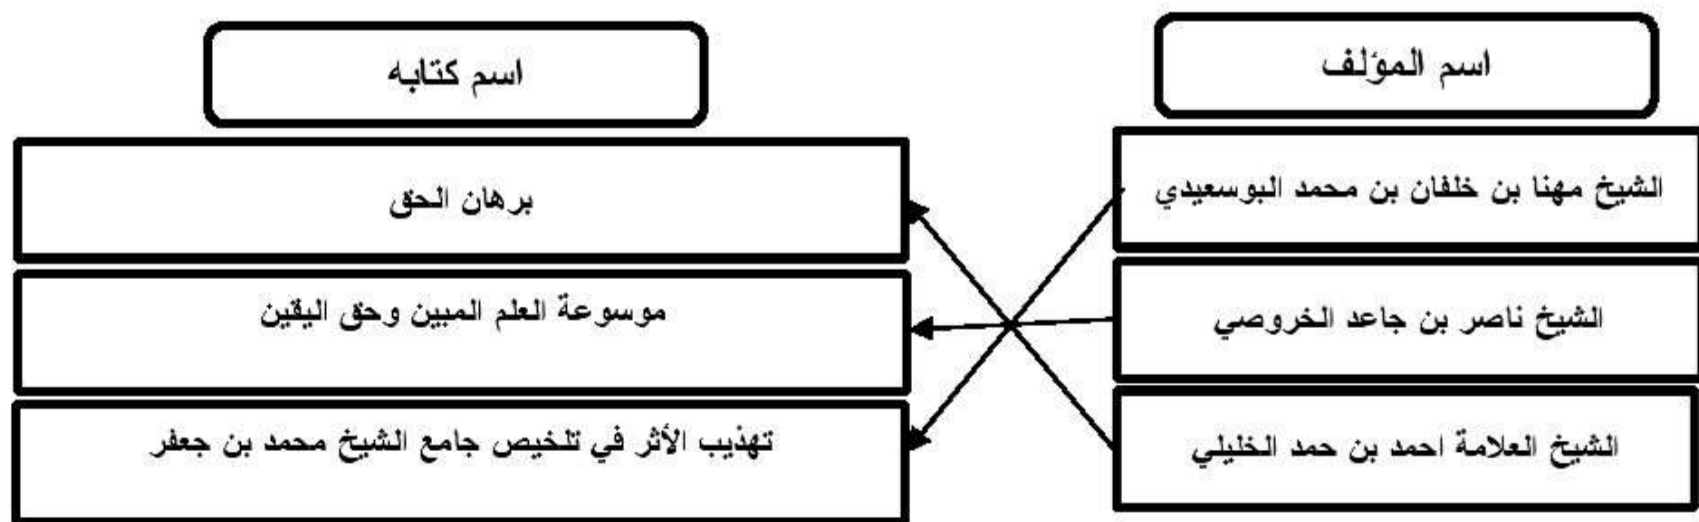 اسم المؤلف
اسم كتابه
الشيخ مهنا بن خلفان بن محمد البوسعيدي
برهان الحق
الشيخ ناصر بن جاعد الخروصي
موسوعة العلم المبين وحق اليقين
الشيخ العلامة احمد بن حمد الخليلي
تهذيب الأثر في تلخيص جامع الشيخ محمد بن جعفر